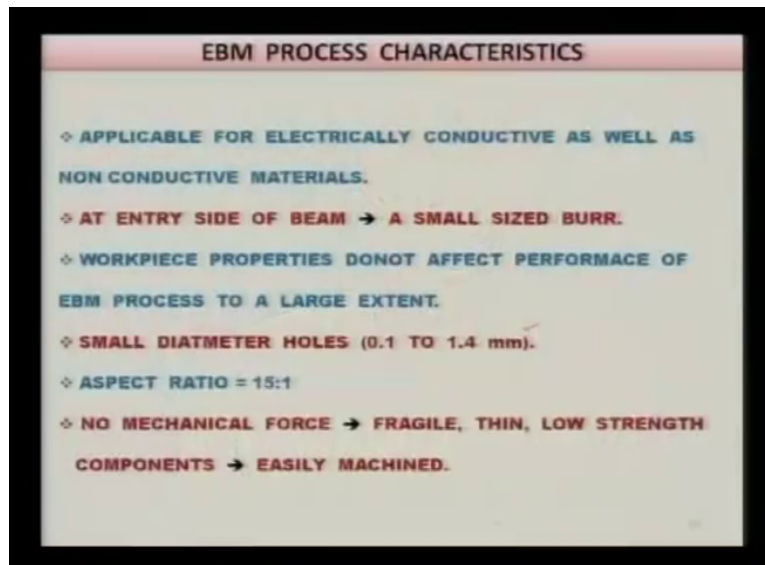 EBM PROCESS CHARACTERISTICS
❖ APPLICABLE FOR ELECTRICALLY CONDUCTIVE AS WELL AS
NON CONDUCTIVE MATERIALS.
❖ AT ENTRY SIDE OF BEAM → A SMALL SIZED BURR.
❖ WORKPIECE PROPERTIES DONOT AFFECT PERFORMACE OF
EBM PROCESS TO A LARGE EXTENT.
❖ SMALL DIATMETER HOLES (0.1 TO 1.4 mm).
❖ ASPECT RATIO = 15:1
❖ NO MECHANICAL FORCE → FRAGILE, THIN, LOW STRENGTH
COMPONENTS → EASILY MACHINED.